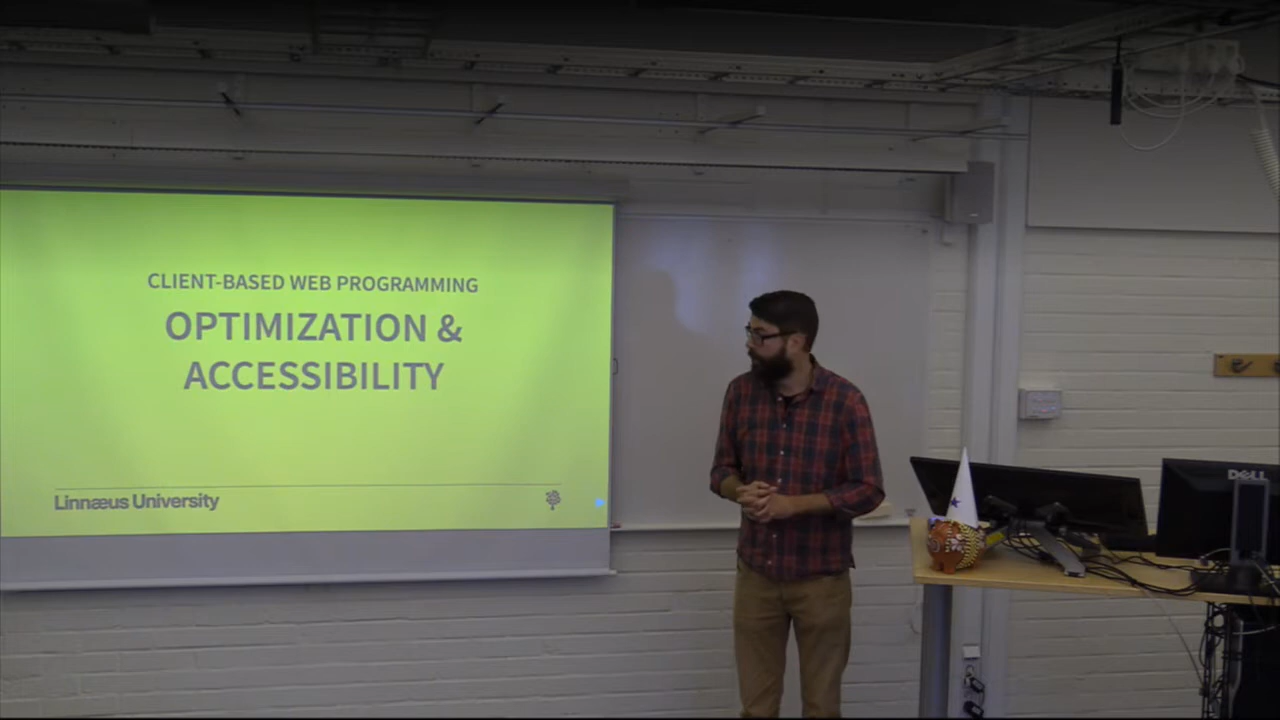 CLIENT-BASED WEB PROGRAMMING
OPTIMIZATION &
ACCESSIBILITY
Linnæus University
DELL